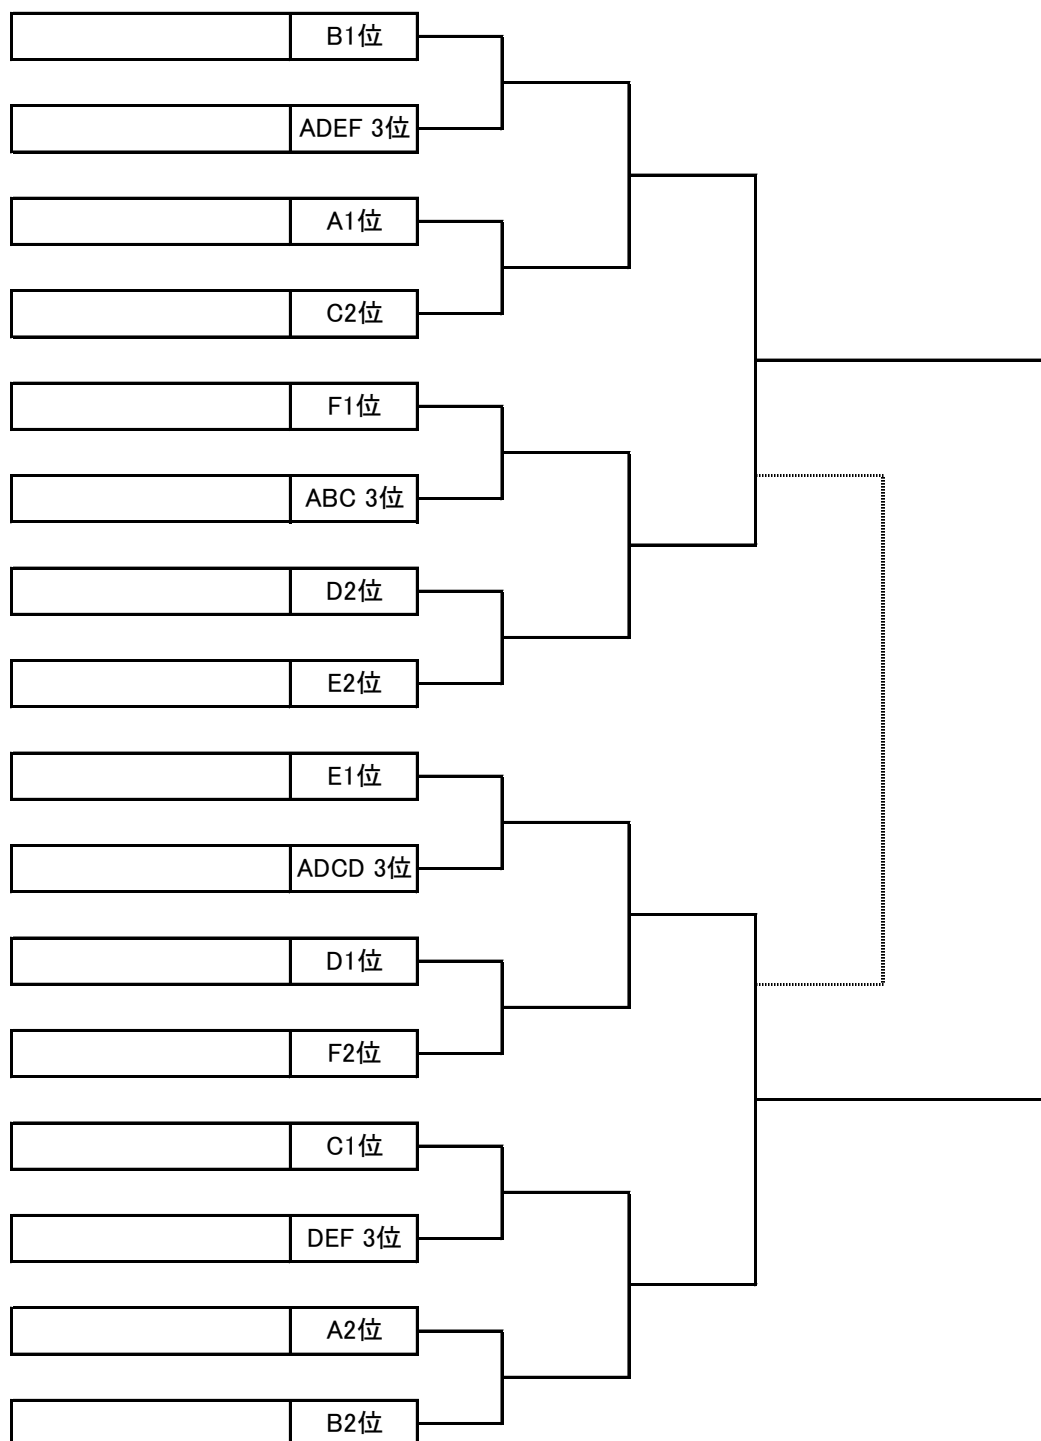 B1位
ADEF 3位
A1位
C2位
F1位
ABC 3位
D2位
E2位
E1位
ADCD 3位
D1位
F2位
C1位
DEF 3位
A2位
B2位